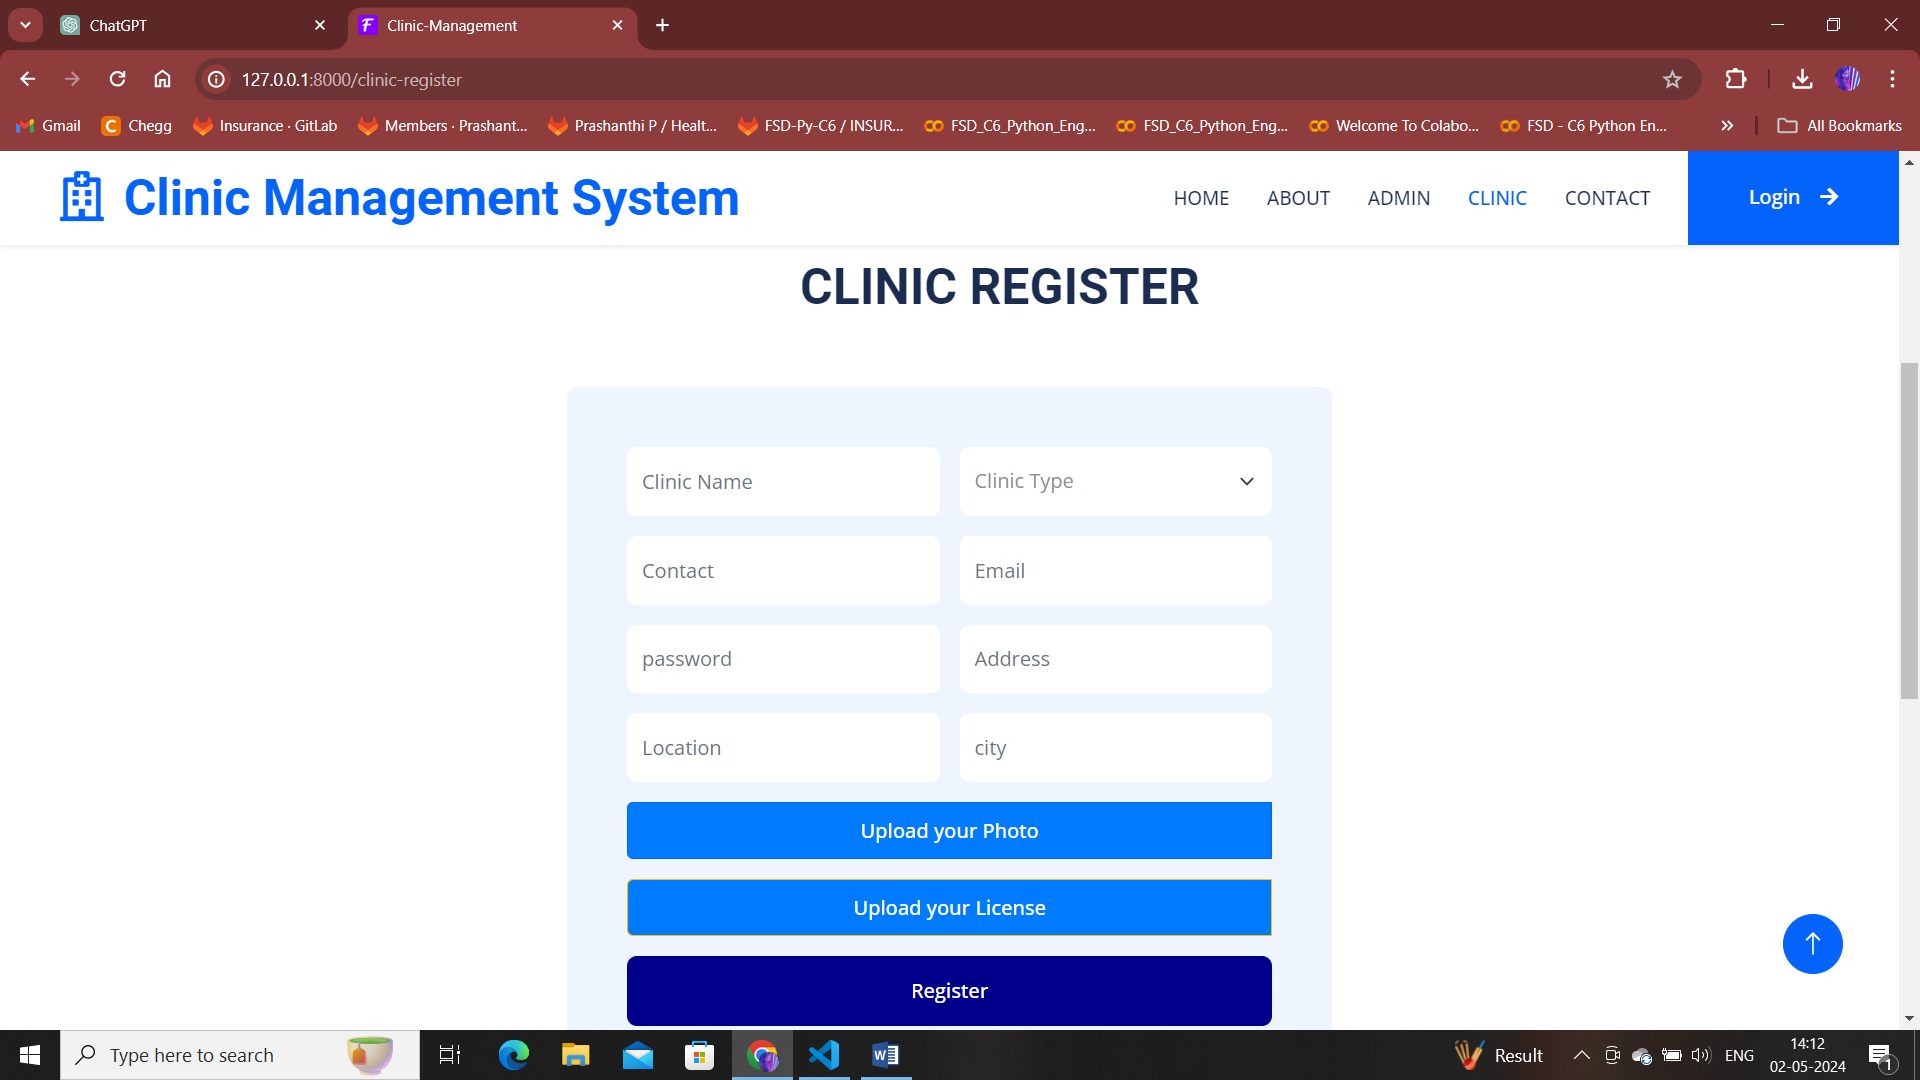 ChatGPT
Clinic-Management
127.0.0.1:8000/clinic-register
Gmail
Chegg
Insurance · GitLab
Members · Prashant...
Prashanthi P / Healt...
FSD-Py-C6 / INSUR...
FSD_C6_Python_Eng...
FSD_C6_Python_Eng...
Welcome To Colabo...
FSD - C6 Python En...
All Bookmarks
Clinic Management System
HOME
ABOUT
ADMIN
CLINIC
CONTACT
Login
CLINIC REGISTER
Clinic Name
Clinic Type
Contact
Email
password
Address
Location
city
Upload your Photo
Upload your License
Register
Type here to search
Result
ENG
14:12
02-05-2024
1